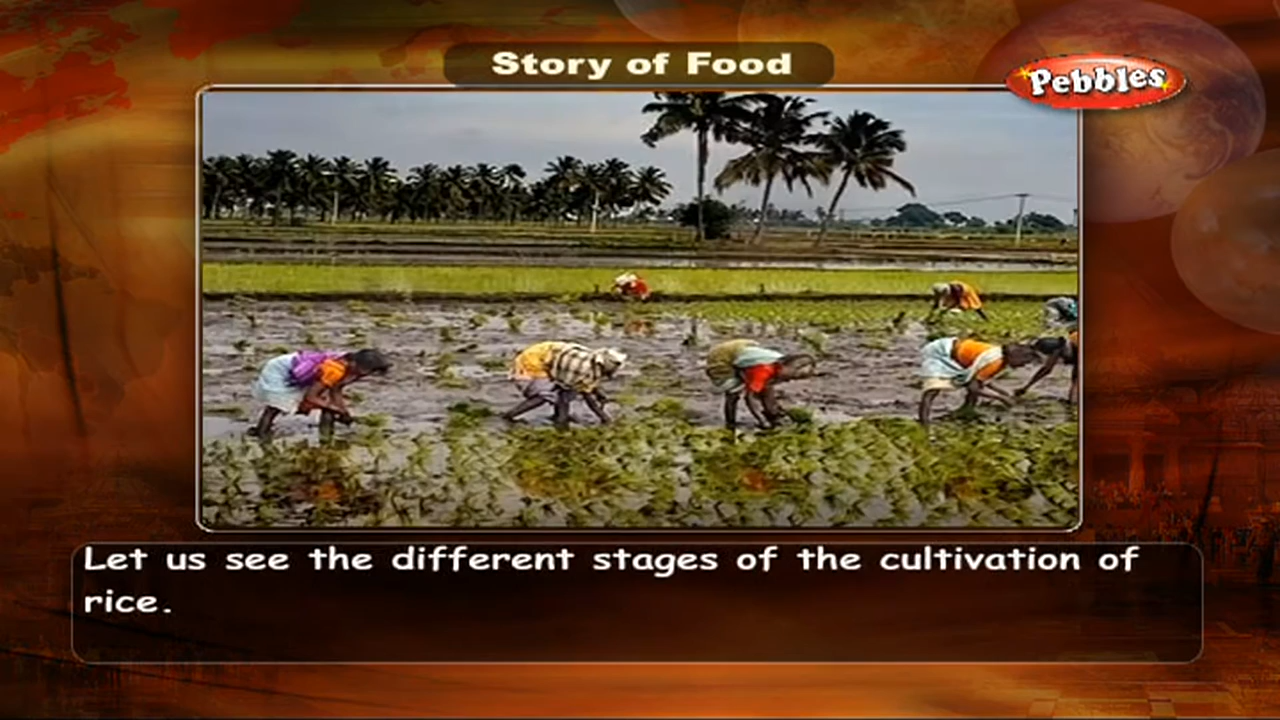 Story of Food
Pebbles
Let us see the different stages of the cultivation of
rice.